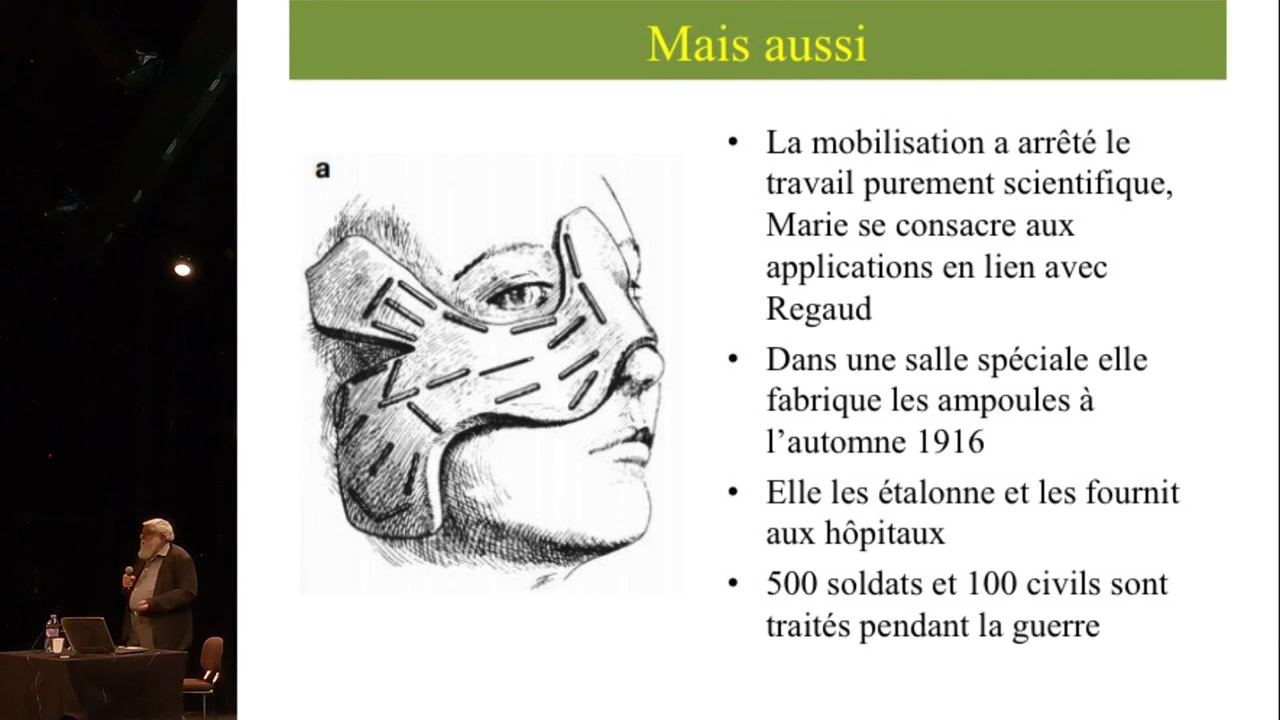 Mais aussi
a
• La mobilisation a arrêté le
travail purement scientifique,
Marie se consacre aux
applications en lien avec
Regaud
• Dans une salle spéciale elle
fabrique les ampoules à
l’automne 1916
• Elle les étalonne et les fournit
aux hôpitaux
• 500 soldats et 100 civils sont
traités pendant la guerre